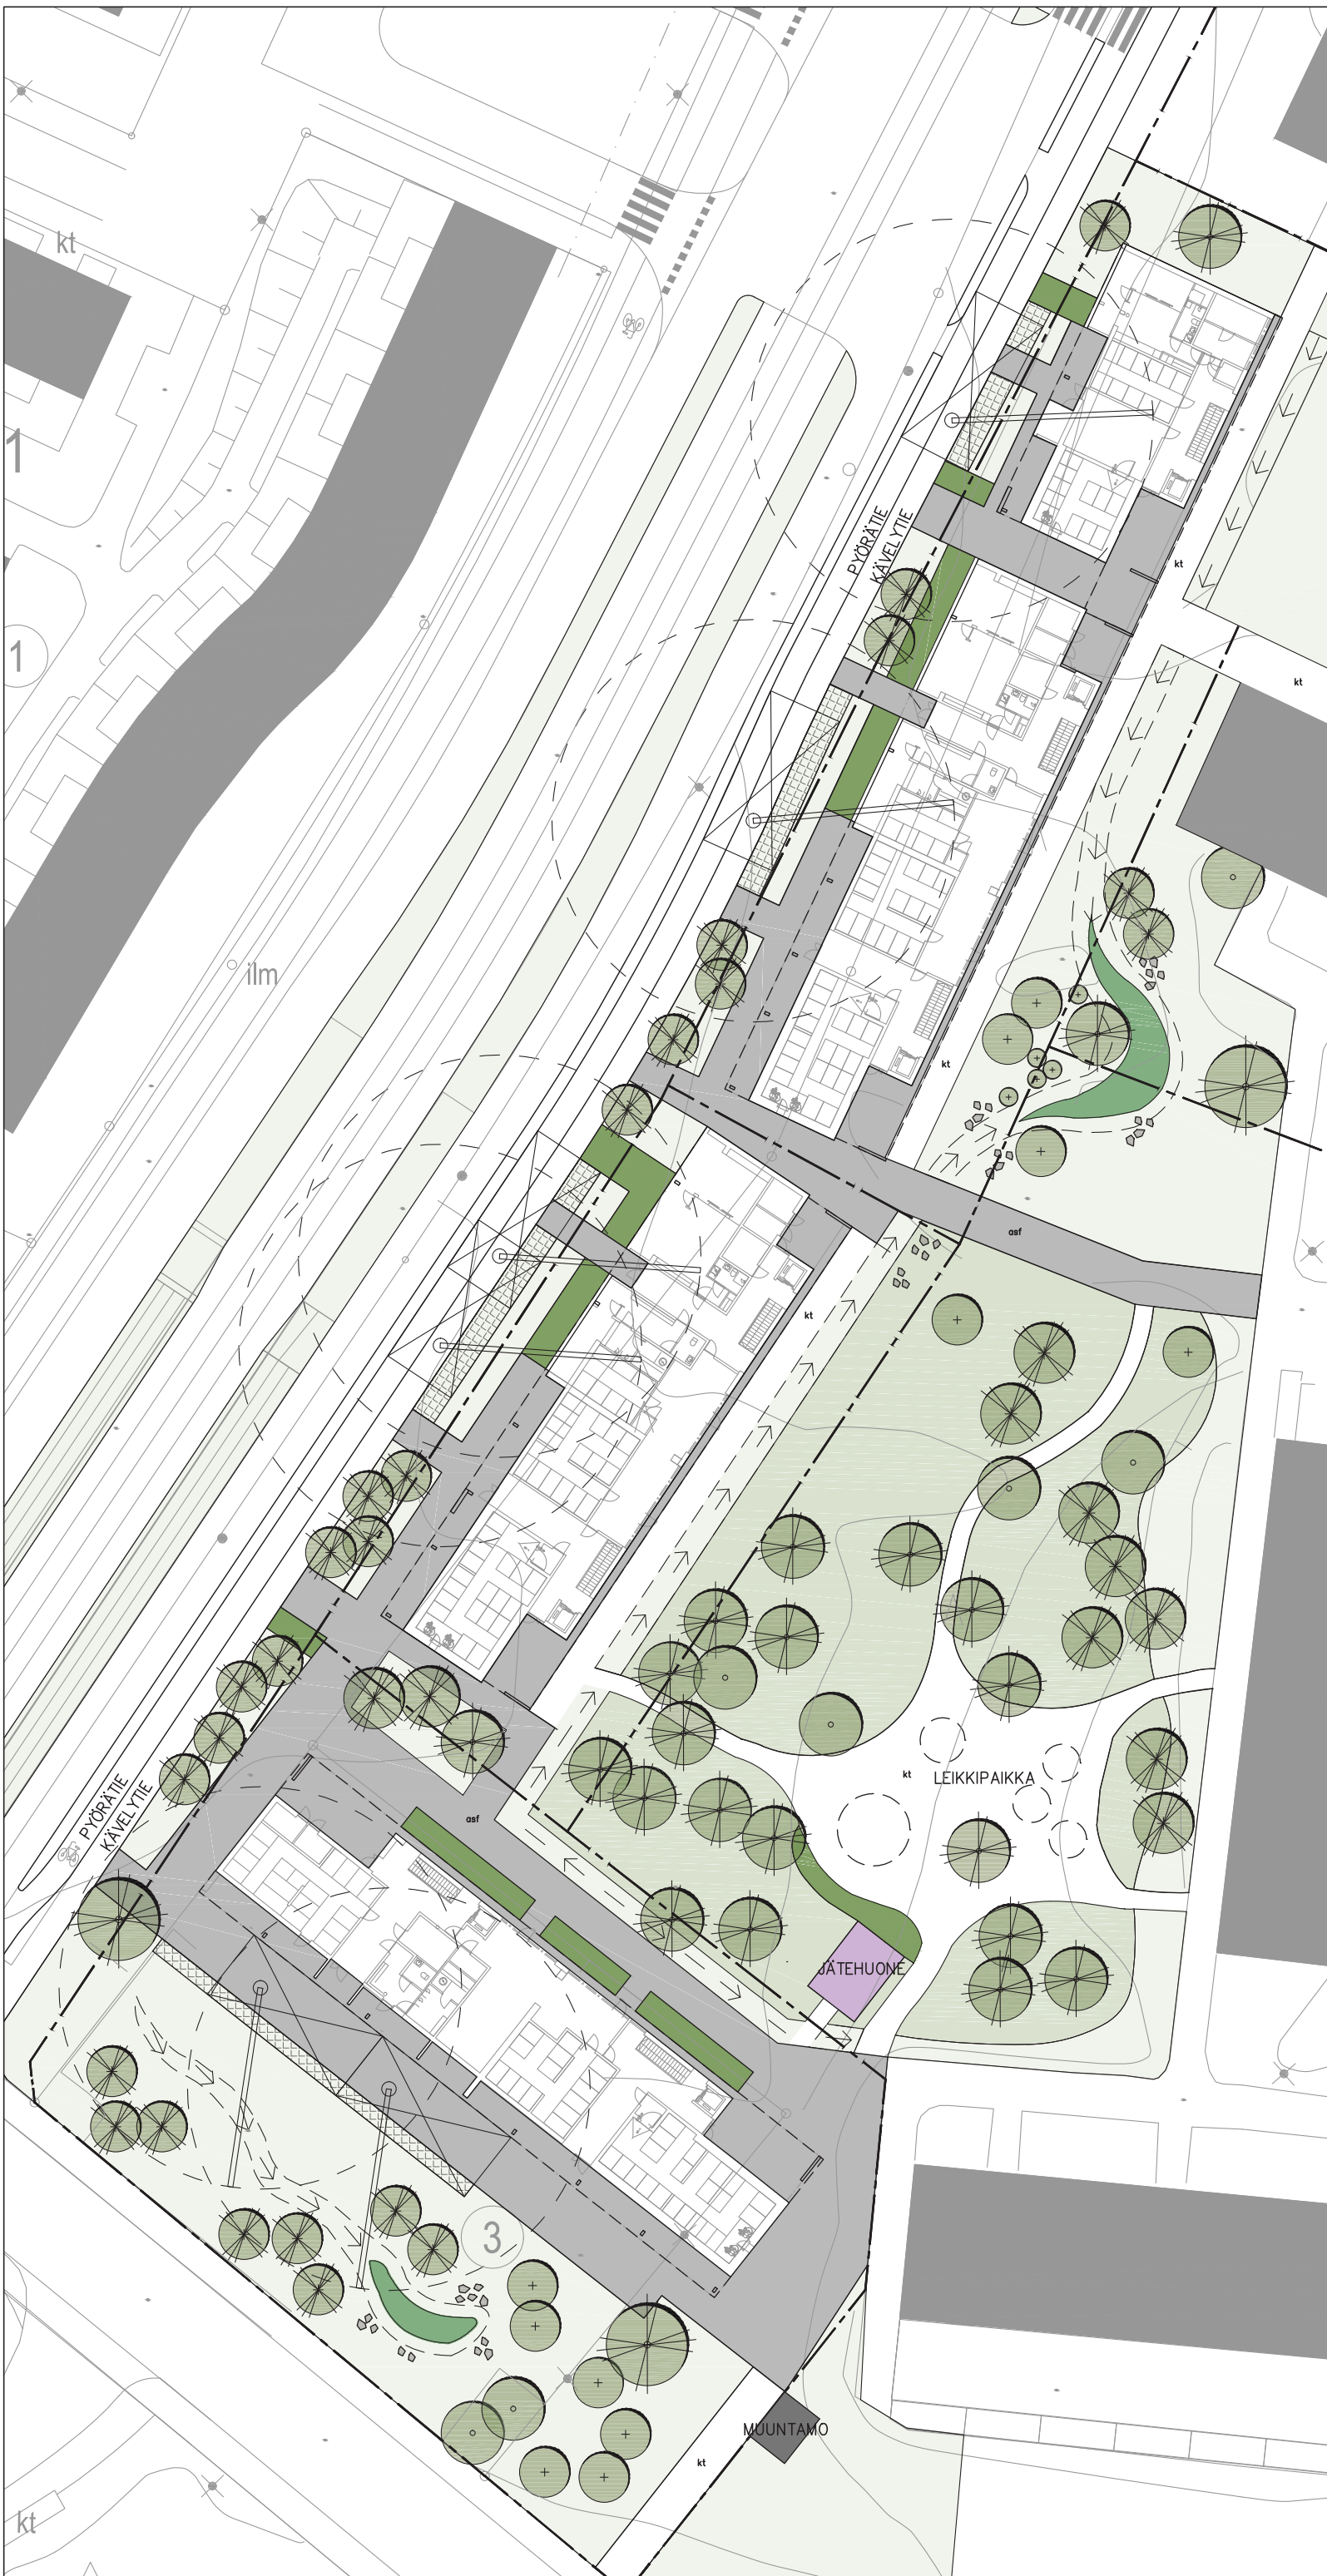 kt
1
PYÖRÄTIE
KÄVELYTIE
kt
1
kt
ilm
kt
asf
kt
kt
LEIKKIPAIKKA
PYÖRÄTIE
KÄVELYTIE
asf
JÄTEHUONE
3
MUUNTAMO
kt
kt